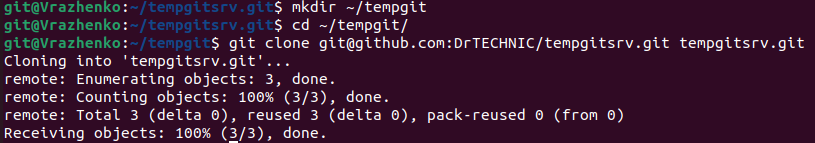 git@Vrazhenko:~/tempgitsrv.git$ mkdir ~/tempgit
git@Vrazhenko:~/tempgitsrv.git$ cd ~/tempgit/
git@Vrazhenko:~/tempgit$ git clone git@github.com:DrTECHNIC/tempgitsrv.git tempgitsrv.git
Cloning into 'tempgitsrv.git'...
remote: Enumerating objects: 3, done.
remote: Counting objects: 100% (3/3), done.
remote: Total 3 (delta 0), reused 3 (delta 0), pack-reused 0 (from 0)
Receiving objects: 100% (3/3), done.